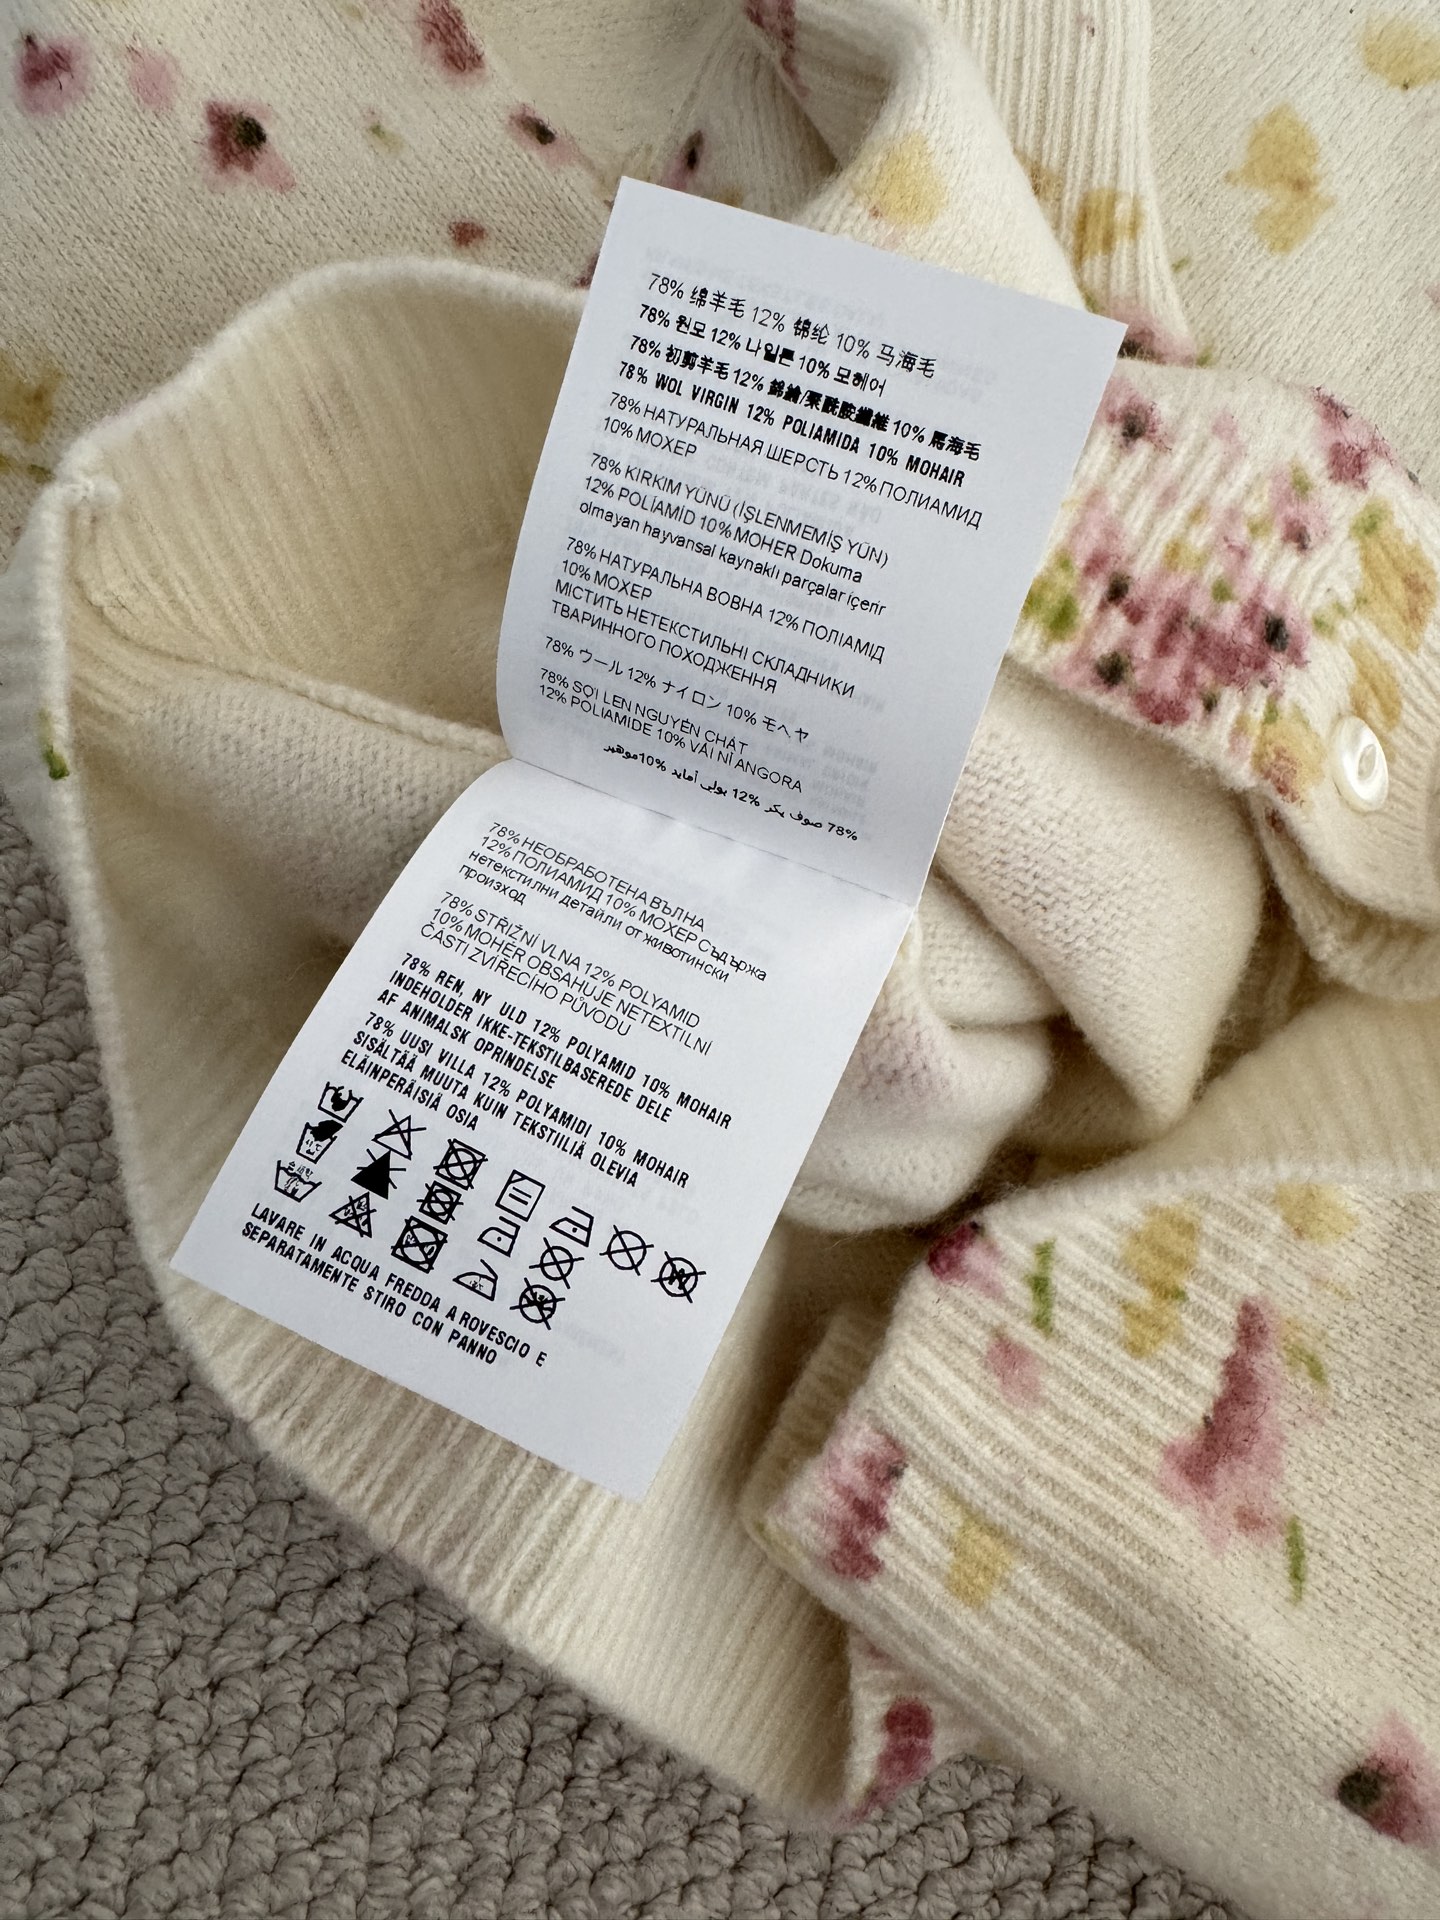 78% 绵羊毛 12% 锦纶 10% 马海毛
78% 원모 12% 나일론 10% 모헤어
78% 初剪羊毛 12% 錦綸/聚酰胺纖維 10% 馬海毛
78% WOL VIRGIN 12% POLIAMIDA 10% MOHAIR
78% НАТУРАЛЬНАЯ ШЕРСТЬ 12% ПОЛИАМИД
10% МОХЕР
78% KIRKIM YÜNÜ (İŞLENMEMİŞ YÜN)
12% POLİAMİD 10% MOHER Dokuma
olmayan hayvansal kaynaklı parçalar içerir
78% НАТУРАЛЬНА ВОВНА 12% ПОЛІАМІД
10% МОХЕР
МІСТИТЬ НЕТЕКСТИЛЬНІ СКЛАДНИКИ
ТВАРИННОГО ПОХОДЖЕННЯ
78% ウール 12% ナイロン 10% モヘヤ
78% SỢI LEN NGUYÊN CHẤT
12% POLIAMIDE 10% VẢI NỈ ANGORA
78% صوف بكر 12% بولي أمايد 10% موهير
78% НЕОБРАБОТЕНА ВЪЛНА
12% ПОЛИАМИД 10% МОХЕР Съдържа
нетекстилни детайли от животински
произход
78% STŘIŽNÍ VLNA 12% POLYAMID
10% MOHÉR OBSAHUJE NETEXTILNÍ
ČÁSTI ZVÍŘECÍHO PŮVODU
78% REN, NY ULD 12% POLYAMID 10% MOHAIR
INDEHOLDER IKKE-TEKSTILBASEREDE DELE
AF ANIMALSK OPRINDELSE
78% UUSI VILLA 12% POLYAMIDI 10% MOHAIR
SISÄLTÄÄ MUUTA KUIN TEKSTIILIÄ OLEVIA
ELÄINPERÄISIÄ OSIA
LAVARE IN ACQUA FREDDA A ROVESCIO E
SEPARATAMENTE STIRO CON PANNO